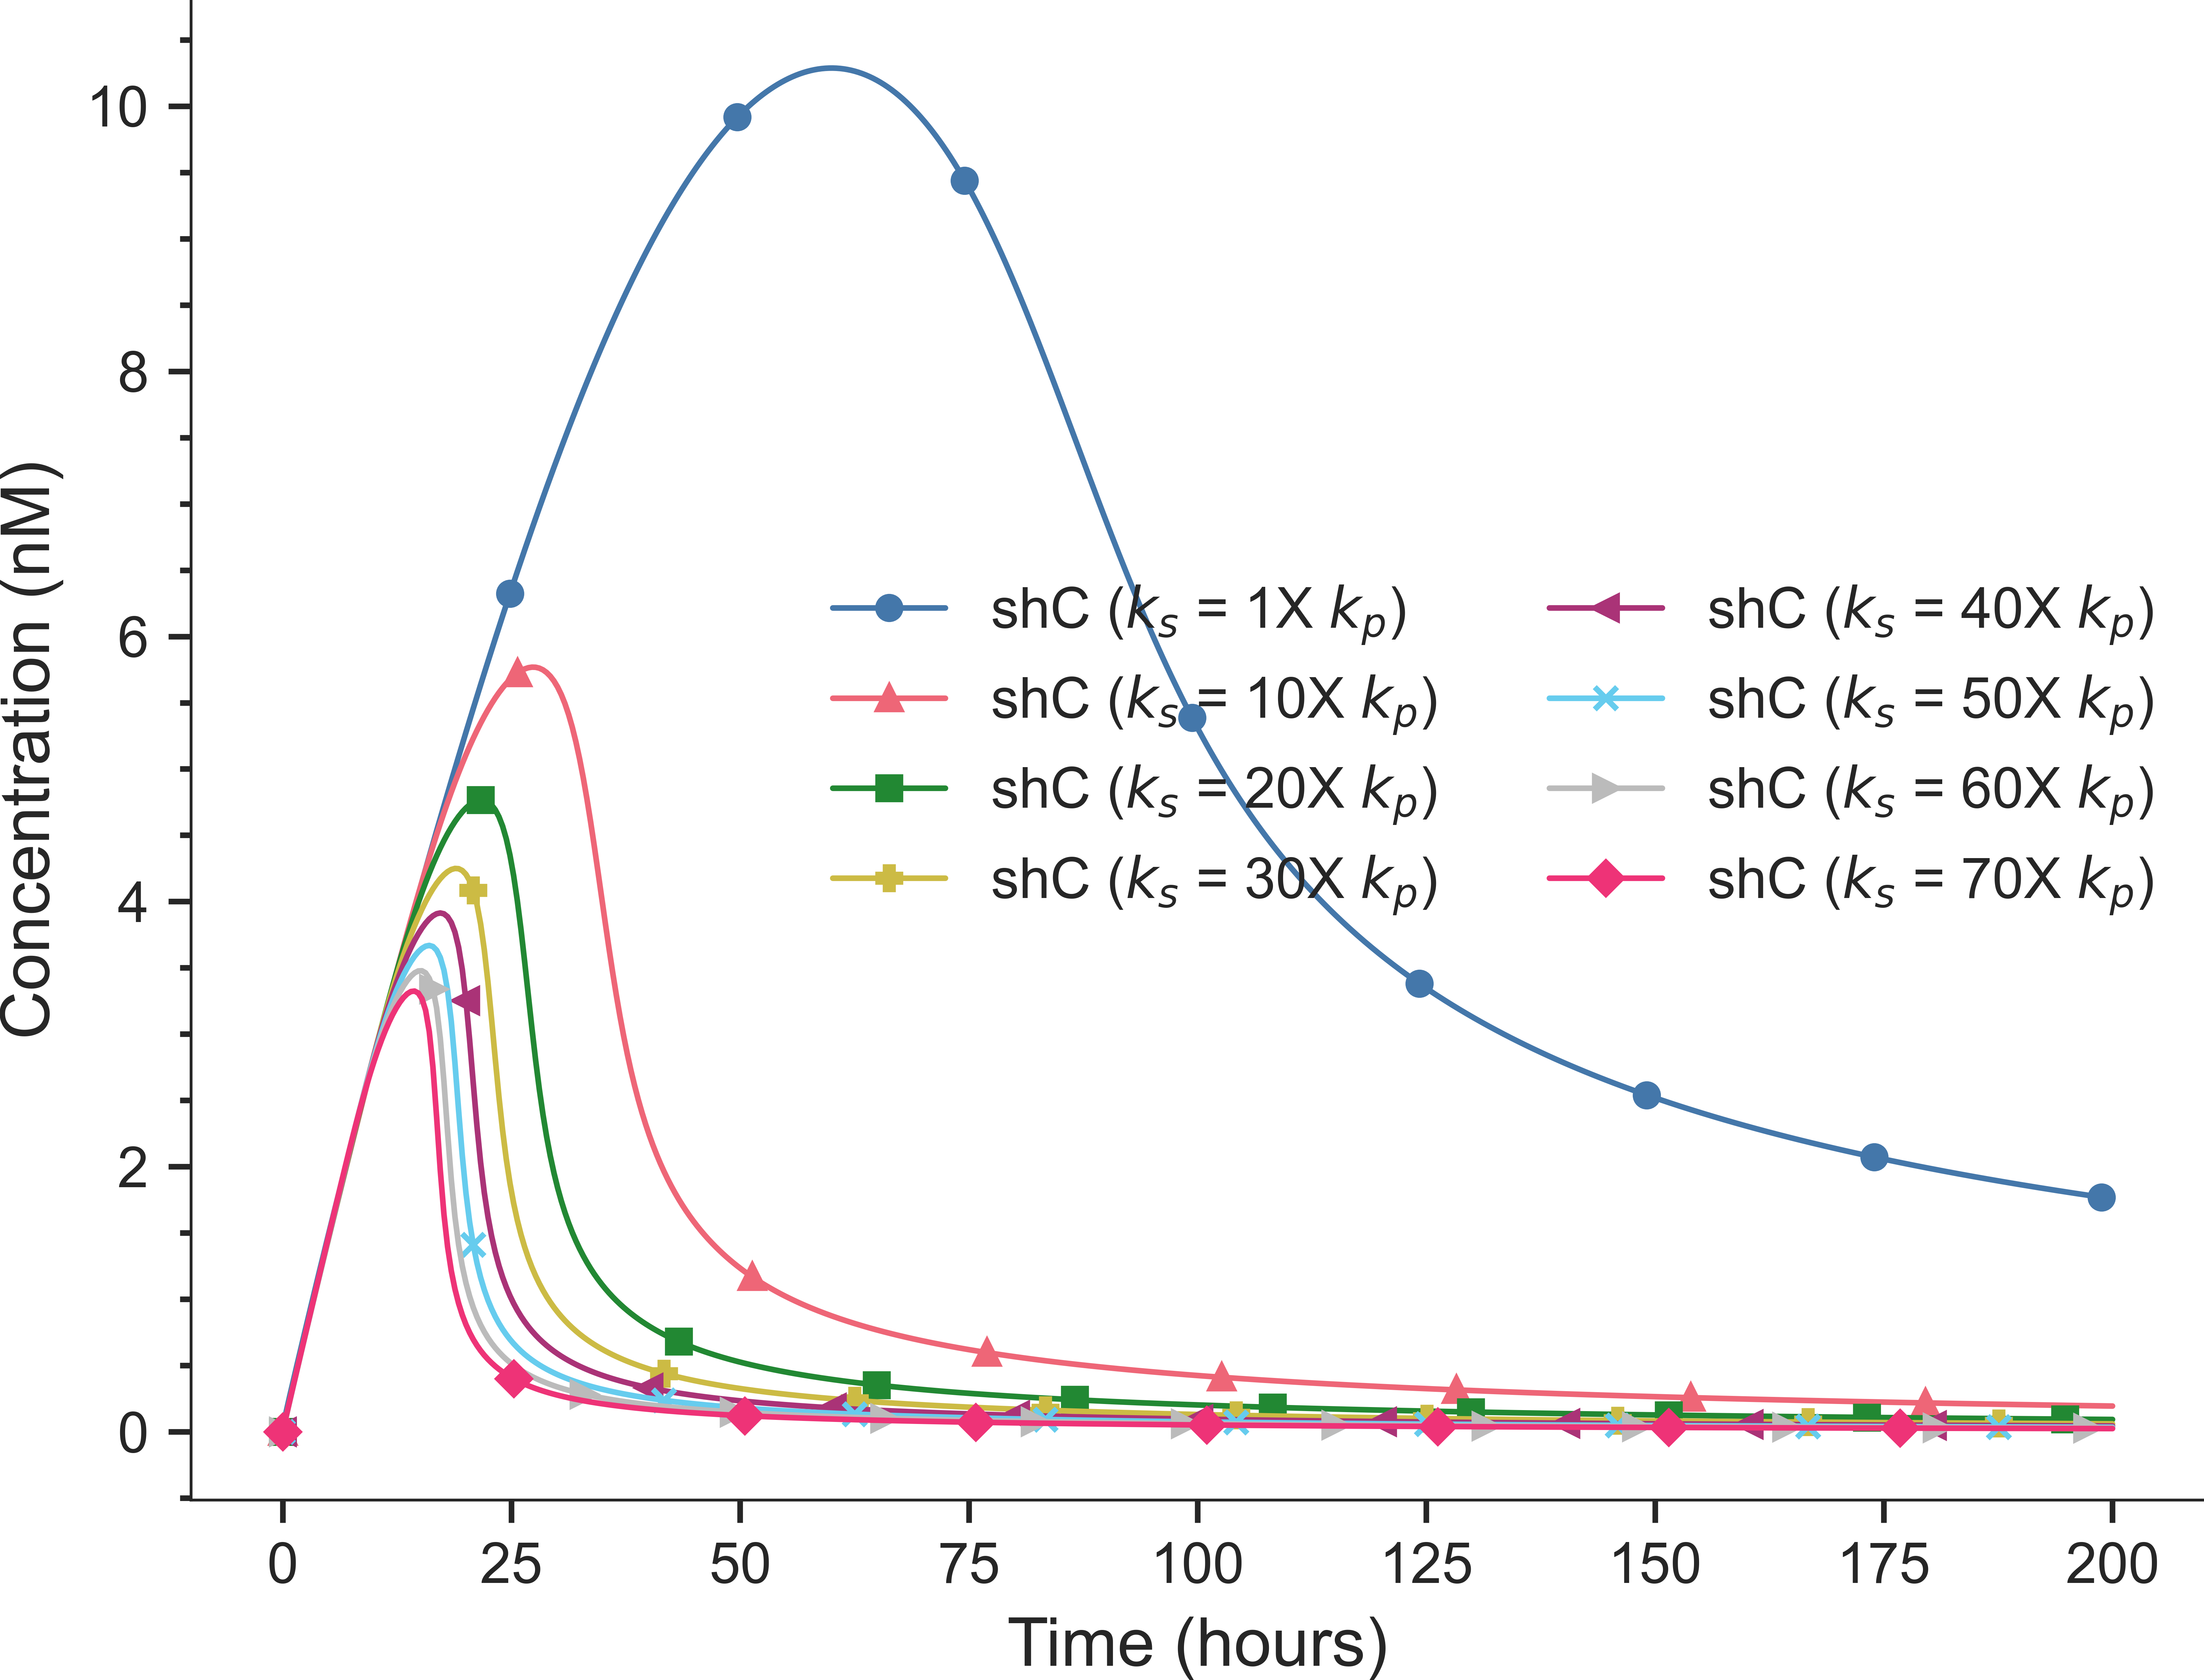 Concentration (nM)
10
8
6
4
2
0
shC (kₛ = 1X kₚ)
shC (kₛ = 10X kₚ)
shC (kₛ = 20X kₚ)
shC (kₛ = 30X kₚ)
shC (kₛ = 40X kₚ)
shC (kₛ = 50X kₚ)
shC (kₛ = 60X kₚ)
shC (kₛ = 70X kₚ)
0 25 50 75 100 125 150 175 200
Time (hours)